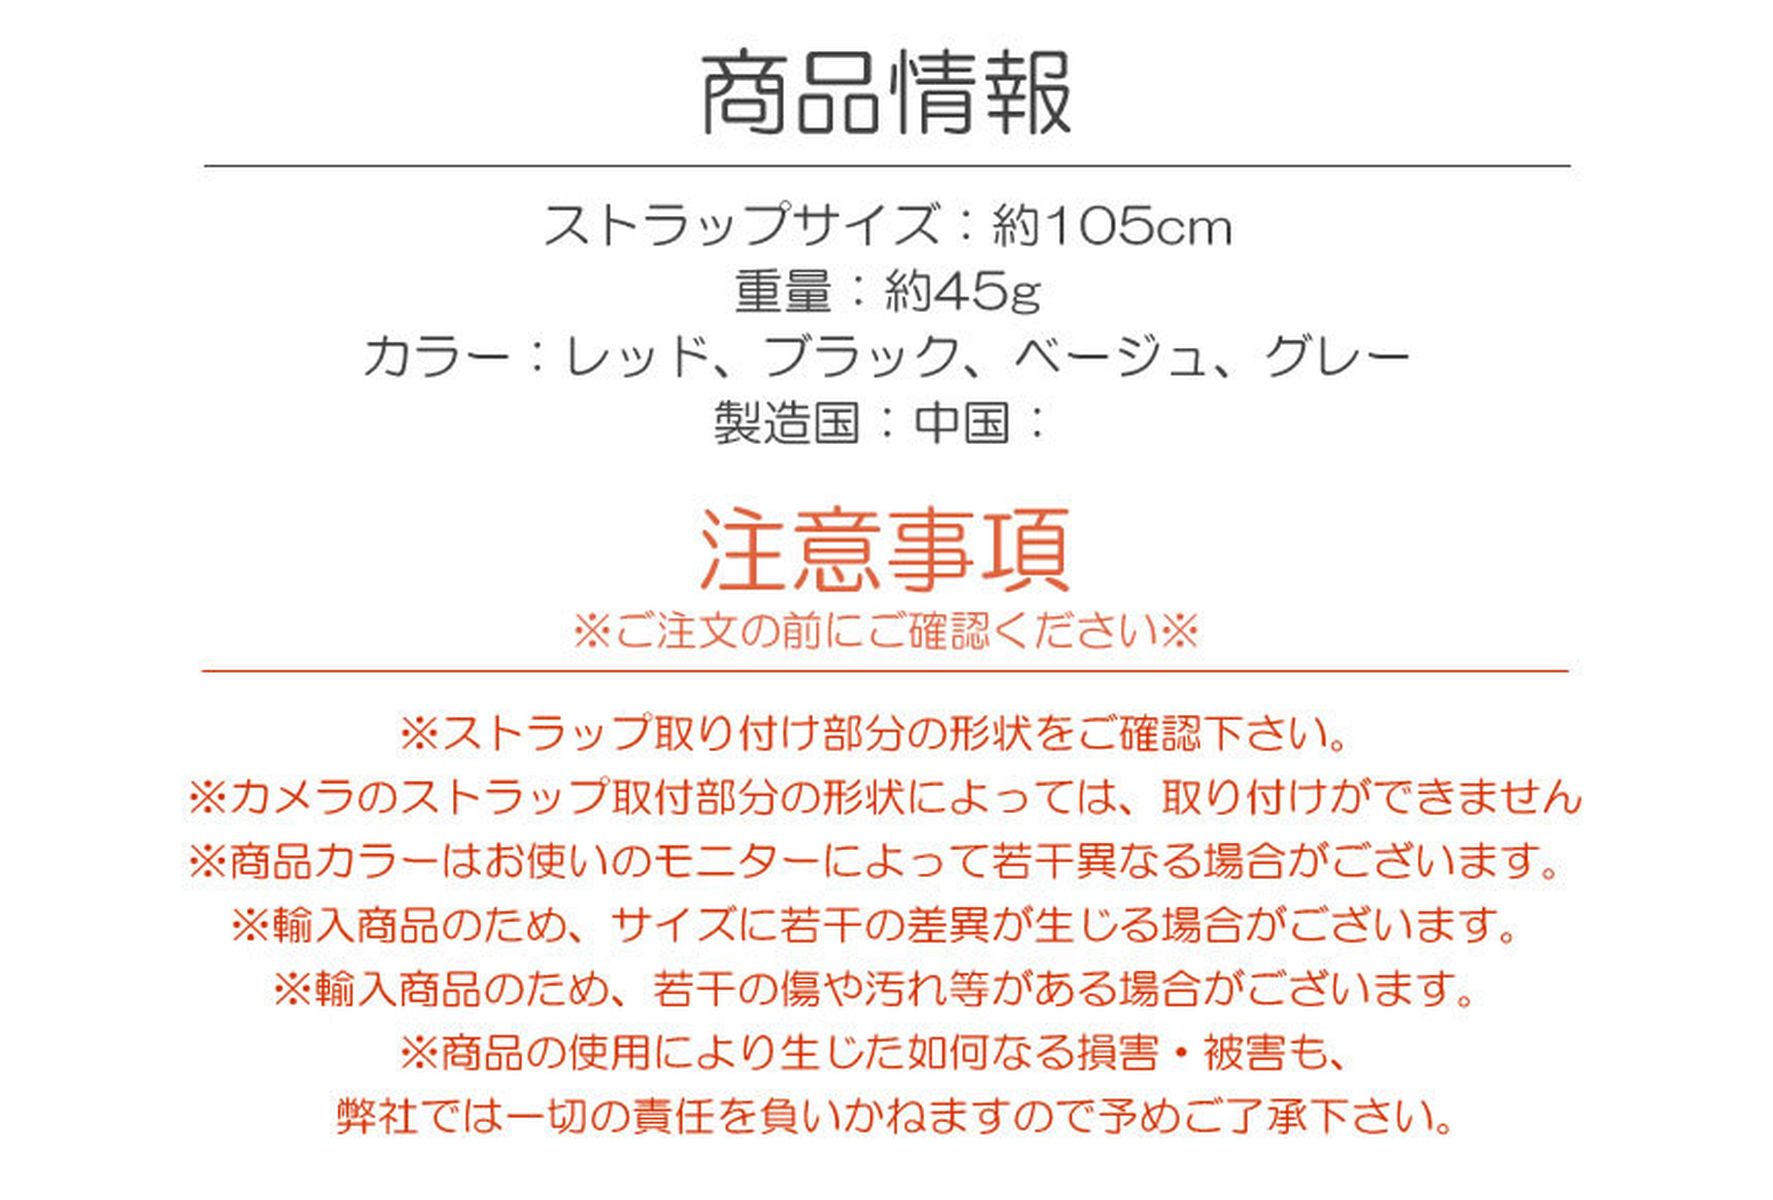 商品情報
ストラップサイズ：約105cm
重量：約45g
カラー：レッド、ブラック、ベージュ、グレー
製造国：中国：
注意事項
※ご注文の前にご確認ください※
※ストラップ取り付け部分の形状をご確認下さい。
※カメラのストラップ取付部分の形状によっては、取り付けができません
※商品カラーはお使いのモニターによって若干異なる場合がございます。
※輸入商品のため、サイズに若干の差異が生じる場合がございます。
※輸入商品のため、若干の傷や汚れ等がある場合がございます。
※商品の使用により生じた如何なる損害・被害も、
弊社では一切の責任を負いかねますので予めご了承下さい。